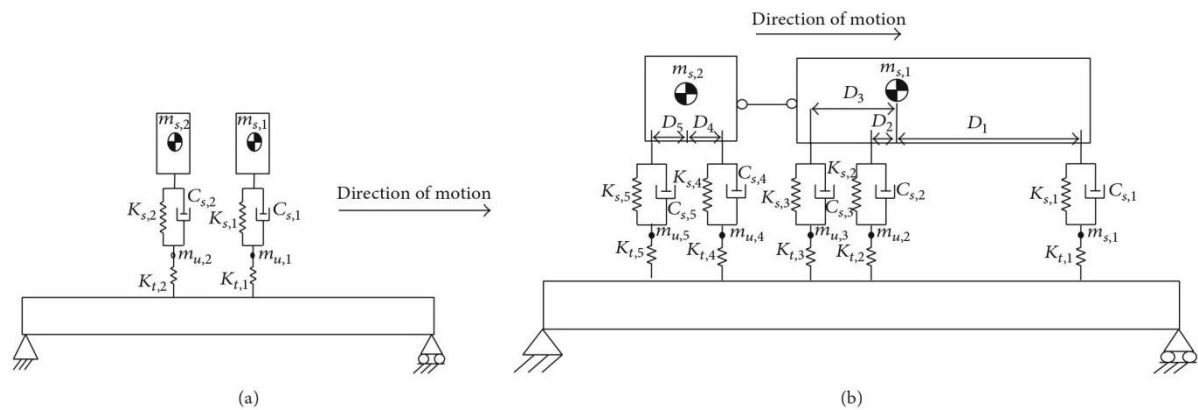 Direction of motion
m_{s,2}
m_{s,1}
D_3
D_5
D_4
D_2
D_1
m_{s,2}
m_{s,1}
K_{s,5}
C_{s,5}
K_{s,4}
C_{s,4}
K_{s,3}
C_{s,3}
K_{s,2}
C_{s,2}
K_{s,1}
C_{s,1}
K_{s,2}
C_{s,2}
K_{s,1}
C_{s,1}
Direction of motion
m_{u,2}
m_{u,1}
m_{u,5}
m_{u,4}
m_{u,3}
m_{u,2}
m_{s,1}
K_{t,2}
K_{t,1}
K_{t,5}
K_{t,4}
K_{t,3}
K_{t,2}
K_{t,1}
(a)
(b)